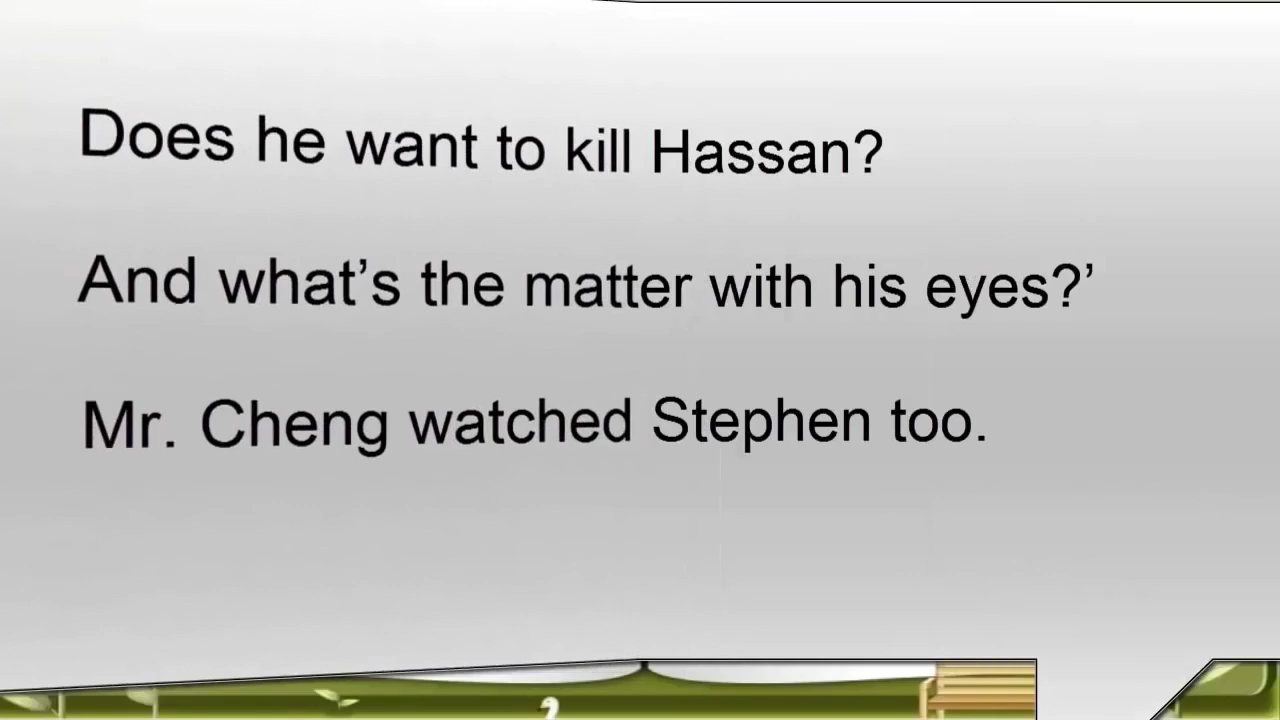 Does he want to kill Hassan?
And what’s the matter with his eyes?’
Mr. Cheng watched Stephen too.